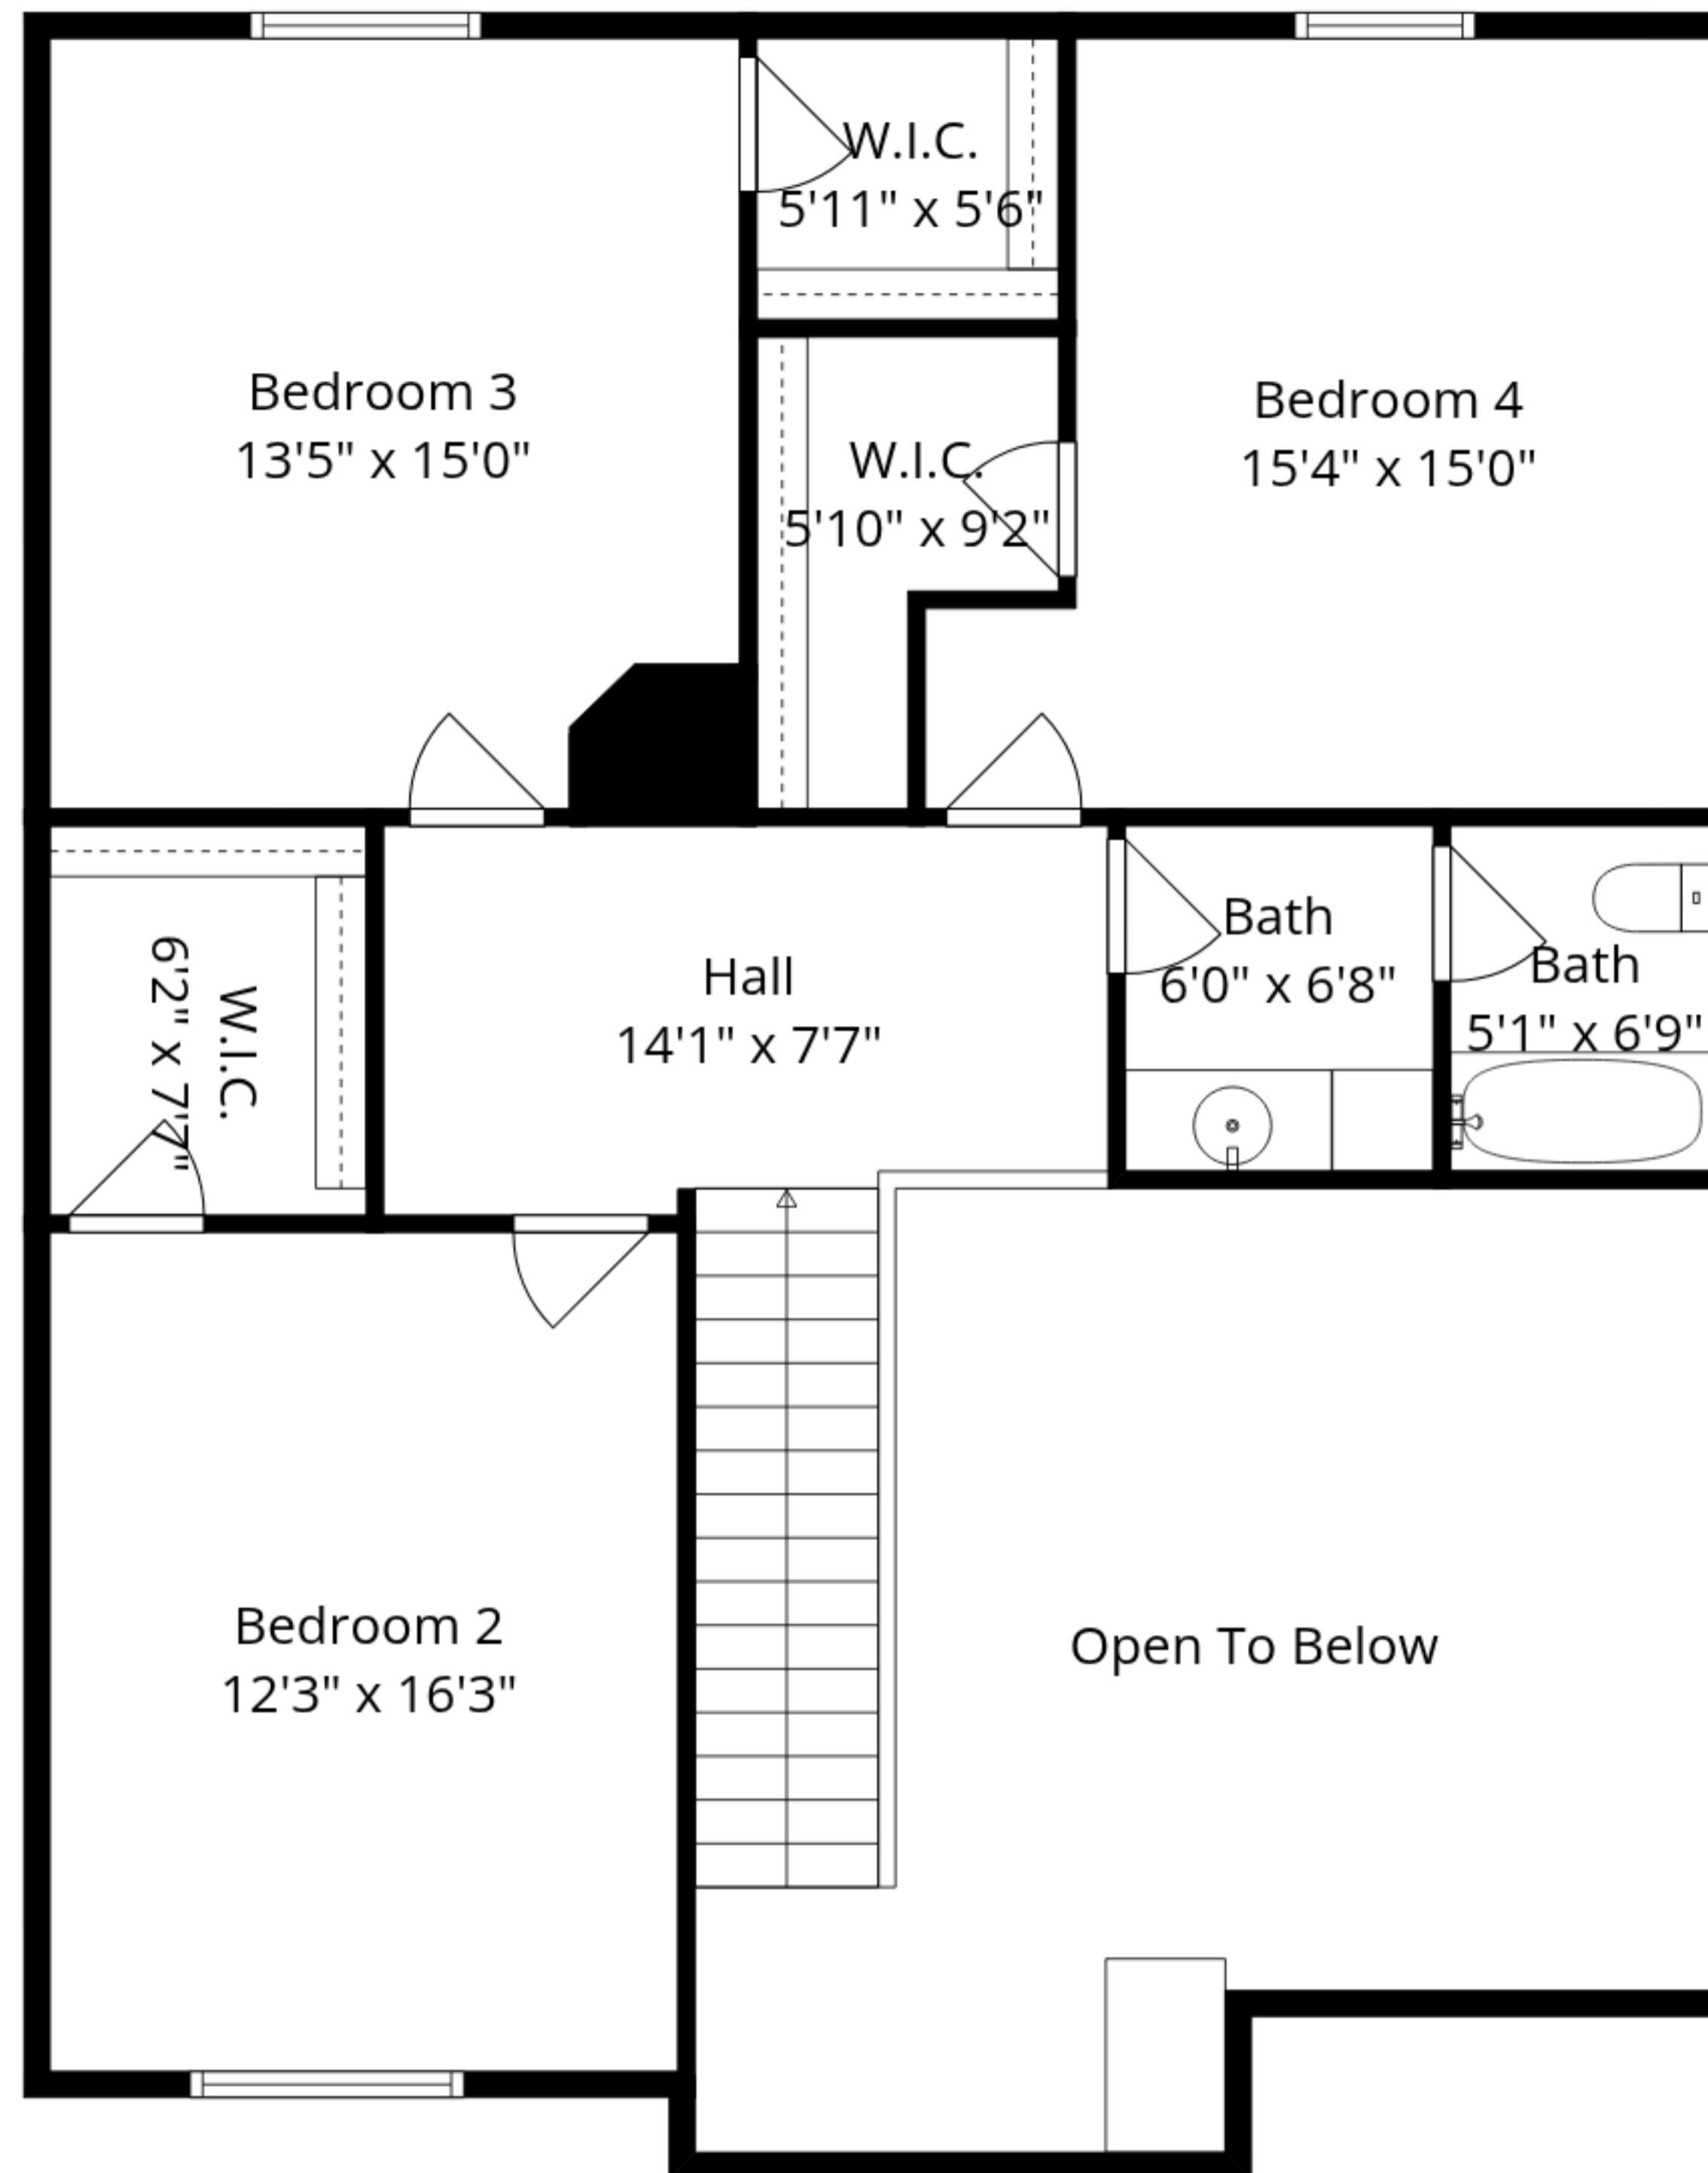 W.I.C.
5'11" x 5'6"
Bedroom 3
13'5" x 15'0"
W.I.C.
5'10" x 9'2"
Bedroom 4
15'4" x 15'0"
W.I.C.
6'2" x 7'7"
Hall
14'1" x 7'7"
Bath
6'0" x 6'8"
Bath
5'1" x 6'9"
Bedroom 2
12'3" x 16'3"
Open To Below